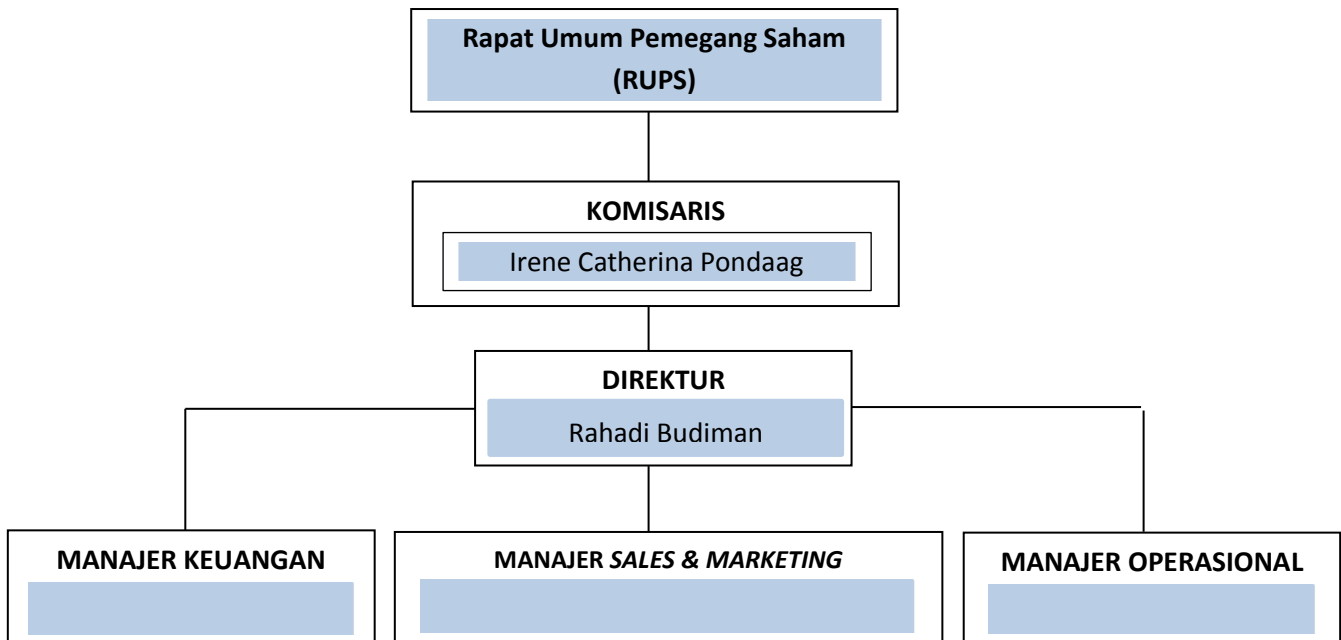 Rapat Umum Pemegang Saham
(RUPS)
KOMISARIS
Irene Catherina Pondaag
DIREKTUR
Rahadi Budiman
MANAJER KEUANGAN
MANAJER SALES & MARKETING
MANAJER OPERASIONAL